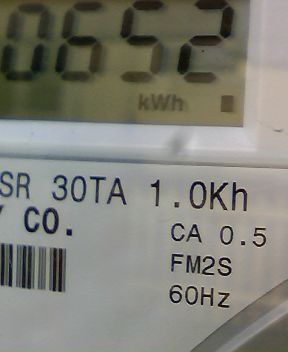 0652
kWh
SR 30TA 1.0Kh
Y CO.
CA 0.5
FM2S
60Hz